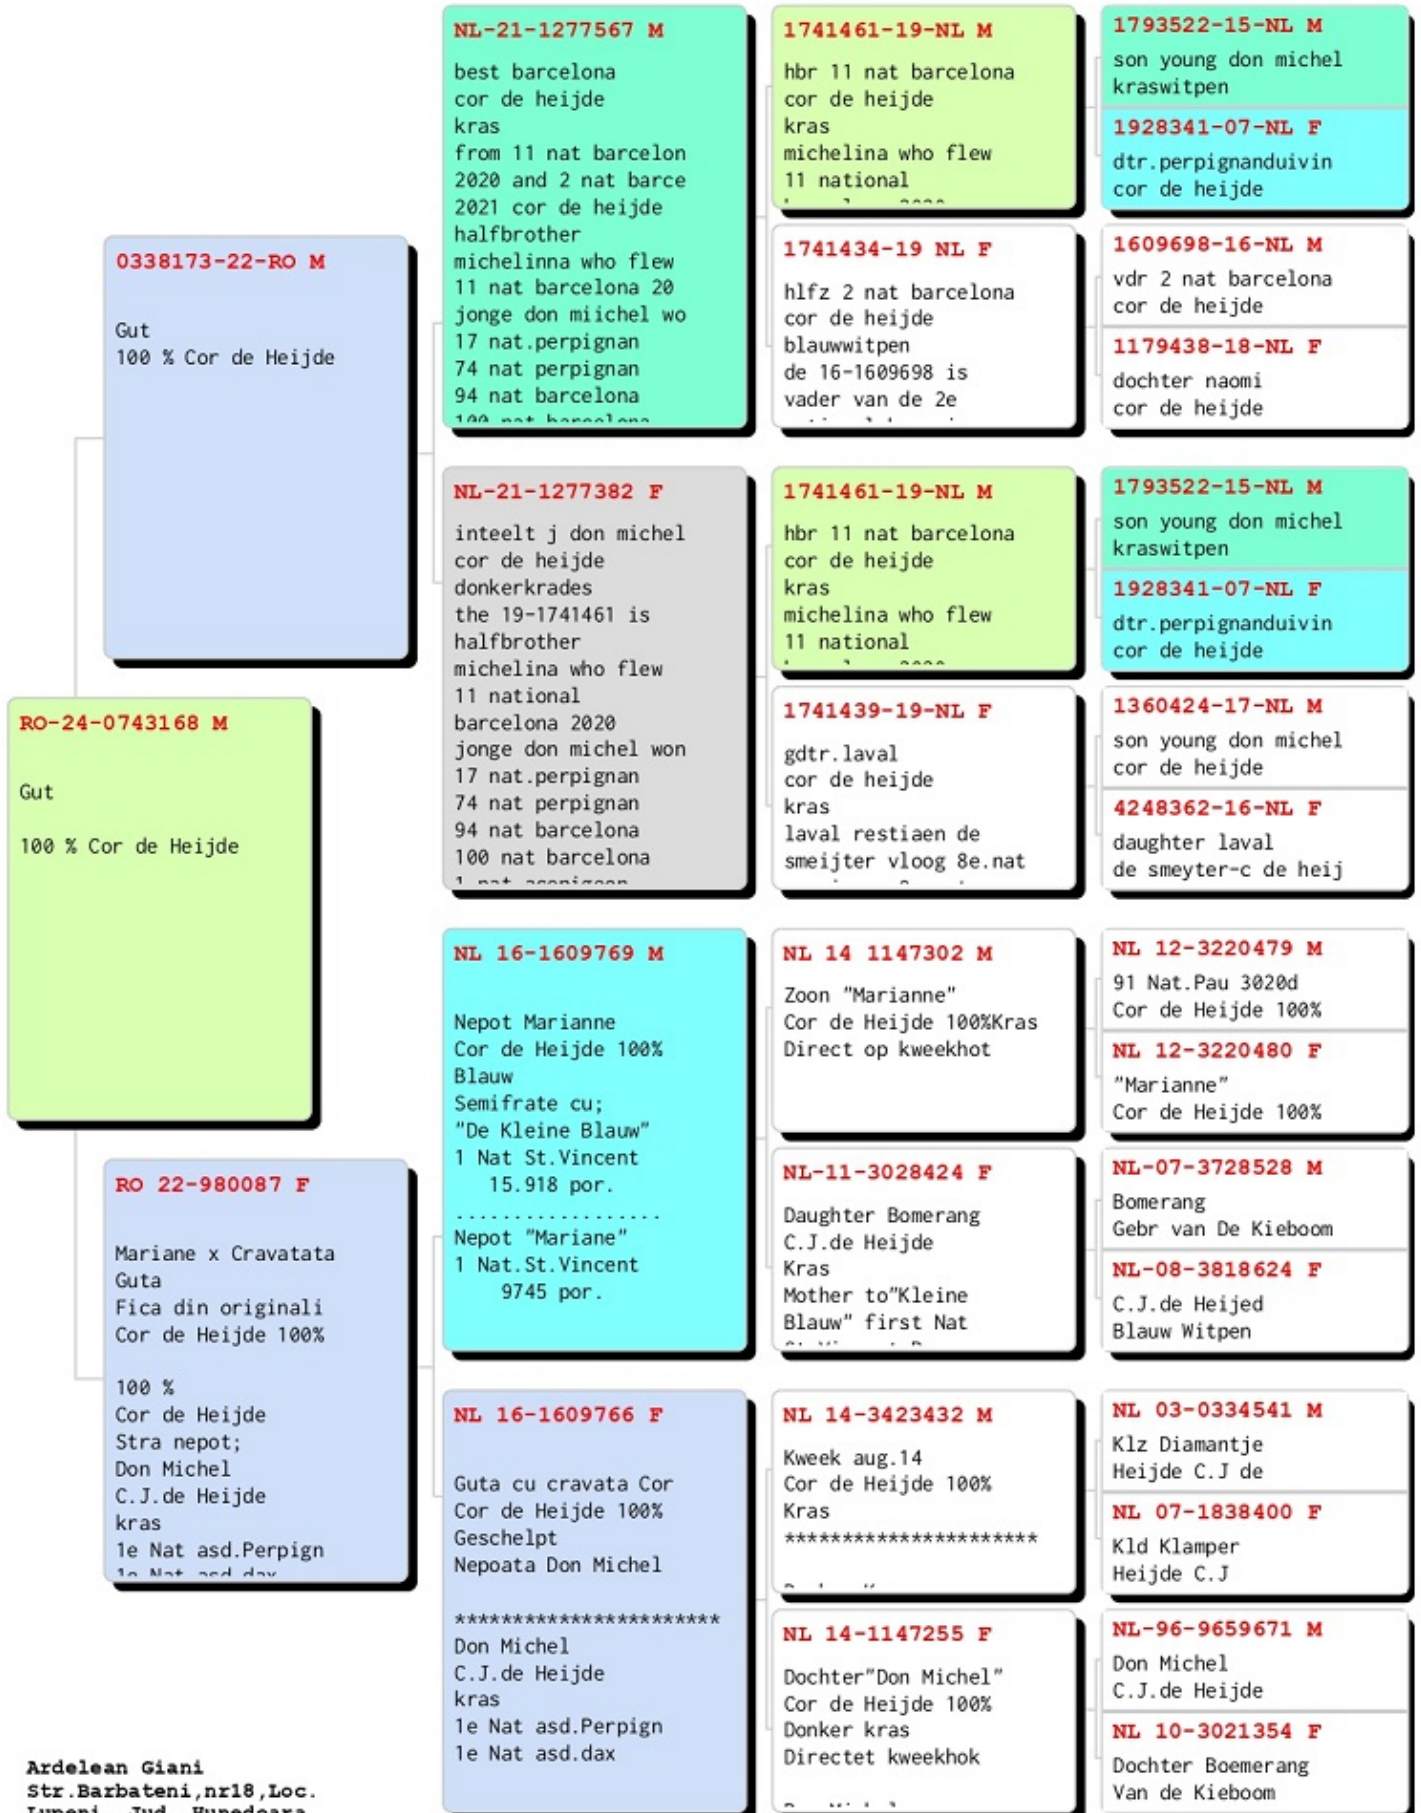 RO-24-0743168 M
Gut
100 % Cor de Heijde
0338173-22-RO M
Gut
100 % Cor de Heijde
RO 22-980087 F
Mariane x Cravatata
Guta
Fica din originali
Cor de Heijde 100%
100 %
Cor de Heijde
Stra nepot;
Don Michel
C.J.de Heijde
kras
1e Nat asd.Perpign
1e Nat asd.dax
NL-21-1277567 M
best barcelona
cor de heijde
kras
from 11 nat barcelon
2020 and 2 nat barce
2021 cor de heijde
halfbrother
michelinna who flew
11 nat barcelona 20
jonge don miichel wo
17 nat.perpignan
74 nat perpignan
94 nat barcelona
100 nat barcelona
NL-21-1277382 F
inteelt j don michel
cor de heijde
donkerkrades
the 19-1741461 is
halfbrother
michelina who flew
11 national
barcelona 2020
jonge don michel won
17 nat.perpignan
74 nat perpignan
94 nat barcelona
100 nat barcelona
NL 16-1609769 M
Nepot Marianne
Cor de Heijde 100%
Blauw
Semifrate cu;
"De Kleine Blauw"
1 Nat St.Vincent
15.918 por.
..................
Nepot "Mariane"
1 Nat.St.Vincent
9745 por.
NL 16-1609766 F
Guta cu cravata Cor
Cor de Heijde 100%
Geschelpt
Nepoata Don Michel
***********************
Don Michel
C.J.de Heijde
kras
1e Nat asd.Perpign
1e Nat asd.dax
1741461-19-NL M
hbr 11 nat barcelona
cor de heijde
kras
michelina who flew
11 national
1741434-19 NL F
hlfz 2 nat barcelona
cor de heijde
blauwwitpen
de 16-1609698 is
vader van de 2e
1741461-19-NL M
hbr 11 nat barcelona
cor de heijde
kras
michelina who flew
11 national
1741439-19-NL F
gdtr.laval
cor de heijde
kras
laval restiaen de
smeijter vloog 8e.nat
NL 14 1147302 M
Zoon "Marianne"
Cor de Heijde 100%Kras
Direct op kweekhot
NL-11-3028424 F
Daughter Bomerang
C.J.de Heijde
Kras
Mother to"Kleine
Blauw" first Nat
NL 14-3423432 M
Kweek aug.14
Cor de Heijde 100%
Kras
**********************
NL 14-1147255 F
Dochter"Don Michel"
Cor de Heijde 100%
Donker kras
Directet kweekhok
1793522-15-NL M
son young don michel
kraswitpen
1928341-07-NL F
dtr.perpignanduivin
cor de heijde
1609698-16-NL M
vdr 2 nat barcelona
cor de heijde
1179438-18-NL F
dochter naomi
cor de heijde
1793522-15-NL M
son young don michel
kraswitpen
1928341-07-NL F
dtr.perpignanduivin
cor de heijde
1360424-17-NL M
son young don michel
cor de heijde
4248362-16-NL F
daughter laval
de smeyter-c de heij
NL 12-3220479 M
91 Nat.Pau 3020d
Cor de Heijde 100%
NL 12-3220480 F
"Marianne"
Cor de Heijde 100%
NL-07-3728528 M
Bomerang
Gebr van De Kieboom
NL-08-3818624 F
C.J.de Heijed
Blauw Witpen
NL 03-0334541 M
Klz Diamantje
Heijde C.J de
NL 07-1838400 F
Kld Klamper
Heijde C.J
NL-96-9659671 M
Don Michel
C.J.de Heijde
NL 10-3021354 F
Dochter Boemerang
Van de Kieboom
Ardelean Giani
Str.Barbateni,nr18,Loc.
Lupeni, Jud. Hunedoara